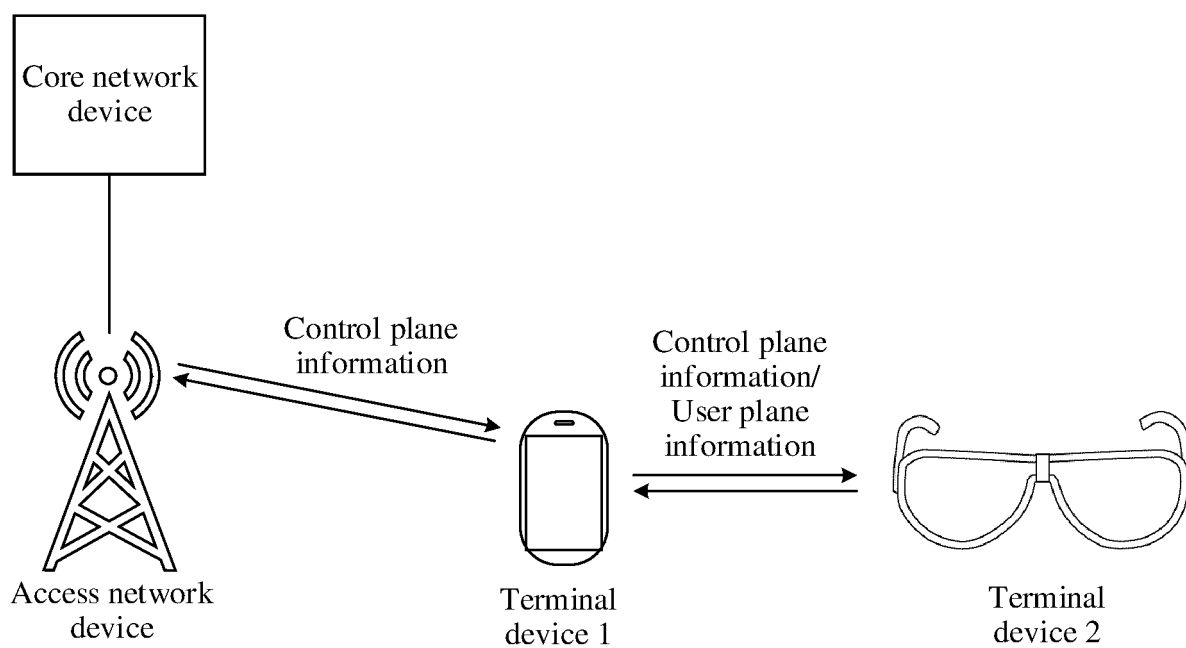 Core network
device
Control plane
information
Control plane
information/
User plane
information
Access network
device
Terminal
device 1
Terminal
device 2